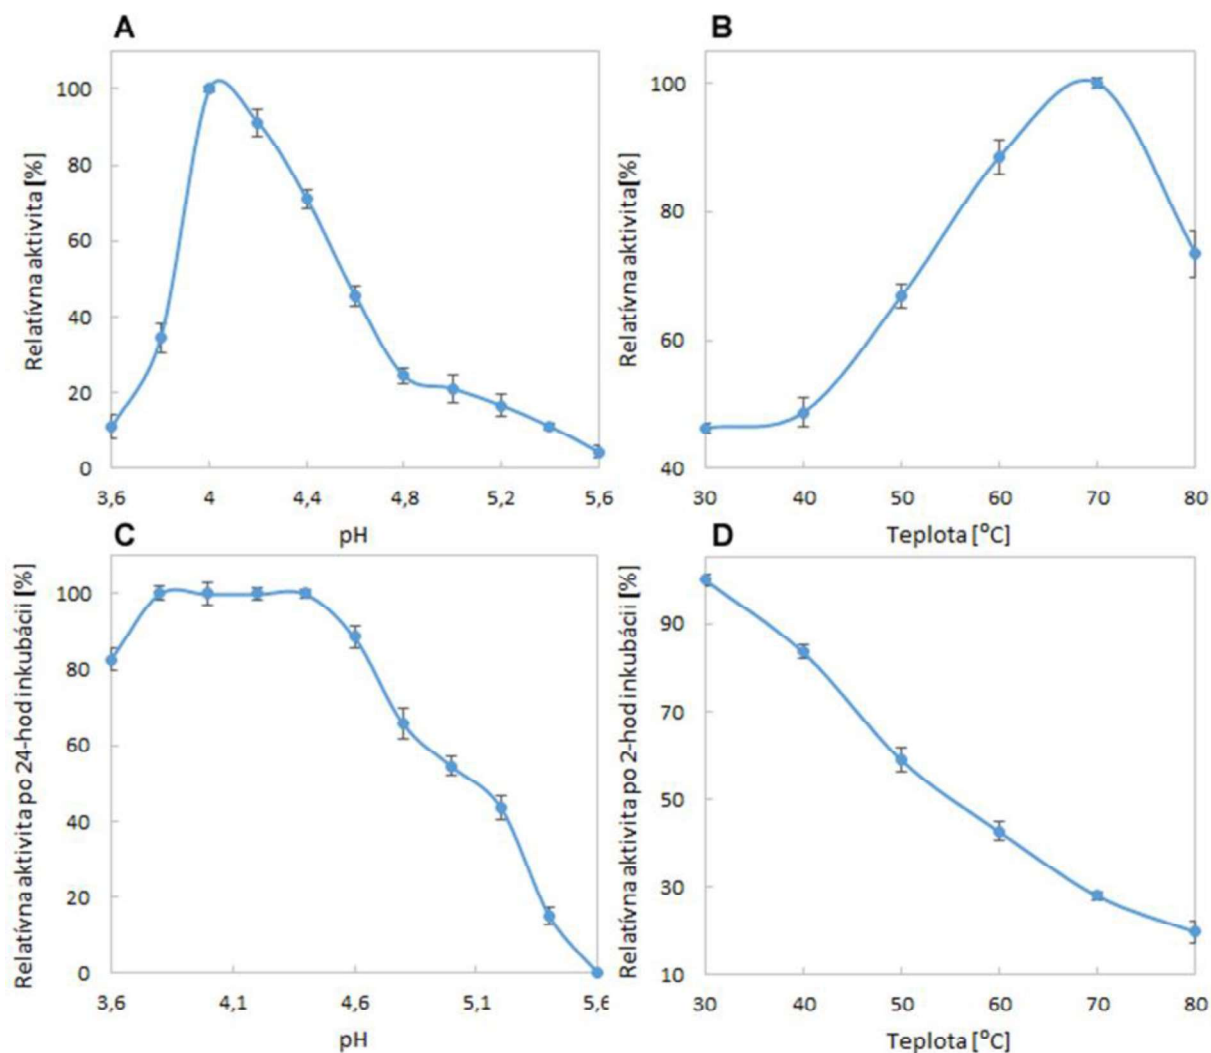 A
Relatívna aktivita [%]
100
80
60
40
20
0
3,6 4 4,4 4,8 5,2 5,6
pH
B
Relatívna aktivita[%]
100
80
60
40
30 40 50 60 70 80
Teplota [⁰C]
C
Relatívna aktivita po 24-hod inkubácii [%]
100
80
60
40
20
0
3,6 4,1 4,6 5,1 5,6
pH
D
Relatívna aktivita po 2-hod inkubácii [%]
90
70
50
30
10
30 40 50 60 70 80
Teplota [⁰C]